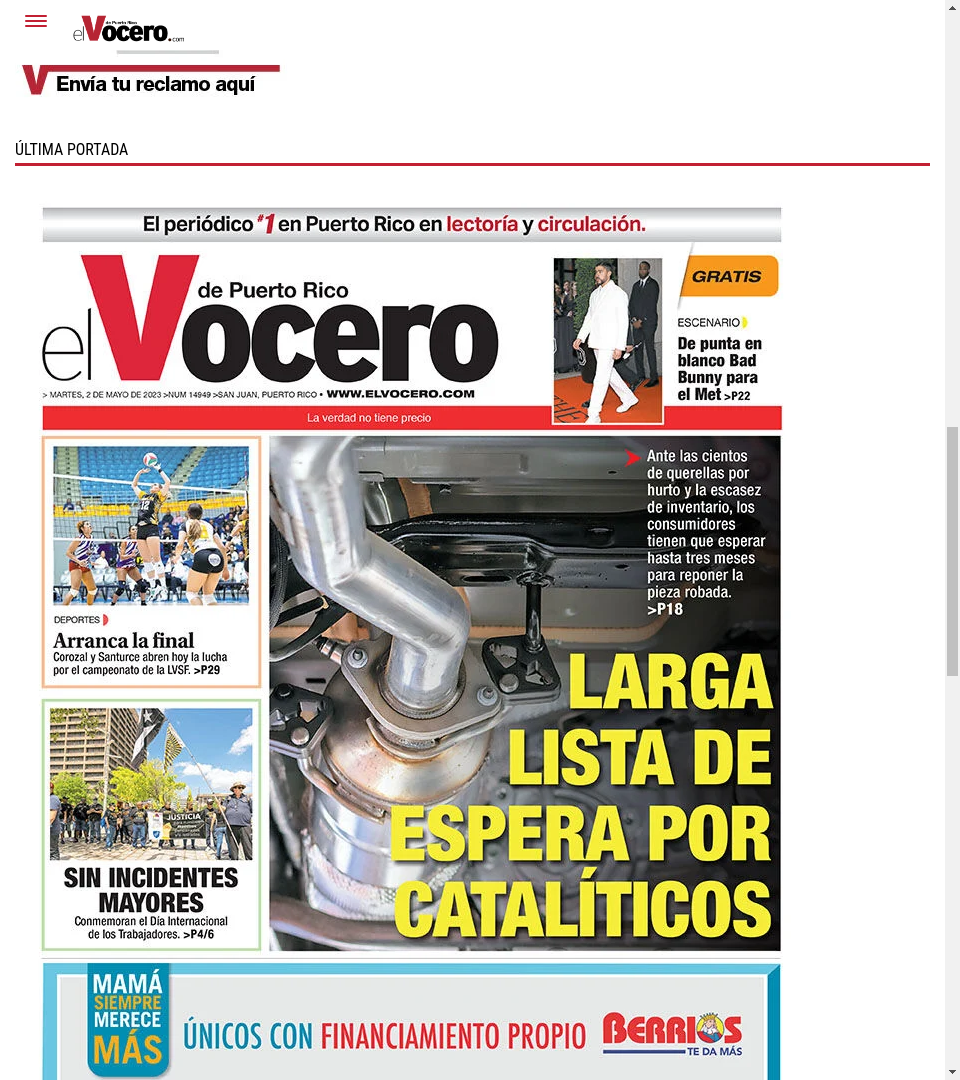 el Vocero.com
de Puerto Rico
Envía tu reclamo aquí
ÚLTIMA PORTADA
El periódico #1 en Puerto Rico en lectoría y circulación.
el Vocero
de Puerto Rico
> MARTES, 2 DE MAYO DE 2023 >NUM 14949 >SAN JUAN, PUERTO RICO • WWW.ELVOCERO.COM
La verdad no tiene precio
GRATIS
ESCENARIO
De punta en
blanco Bad
Bunny para
el Met >P22
12
DEPORTES
Arranca la final
Corozal y Santurce abren hoy la lucha
por el campeonato de la LVSF. >P29
JUSTICIA
SIN INCIDENTES
MAYORES
Conmemoran el Día Internacional
de los Trabajadores. >P4/6
Ante las cientos
de querellas por
hurto y la escasez
de inventario, los
consumidores
tienen que esperar
hasta tres meses
para reponer la
pieza robada.
>P18
LARGA
LISTA DE
ESPERA POR
CATALÍTICOS
MAMÁ
SIEMPRE
MERECE
MÁS
ÚNICOS CON FINANCIAMIENTO PROPIO
BERRIOS
TE DA MÁS